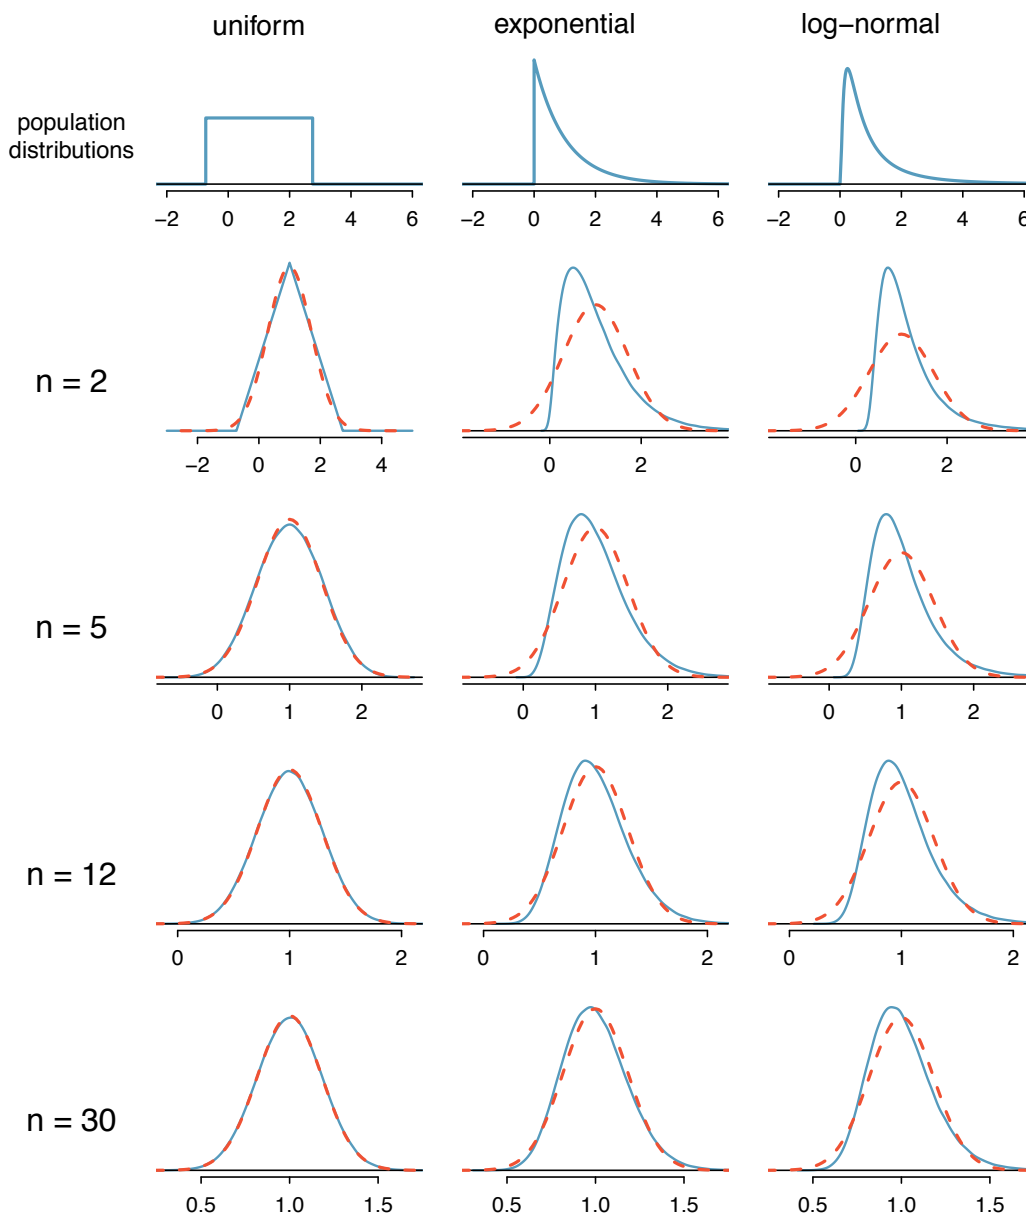 uniform exponential log−normal
population
distributions
−2 0 2 4 6 −2 0 2 4 6 −2 0 2 4 6
n = 2
−2 0 2 4 0 2 0 2
n = 5
0 1 2 0 1 2 0 1 2
n = 12
0 1 2 0 1 2 0 1 2
n = 30
0.5 1.0 1.5 0.5 1.0 1.5 0.5 1.0 1.5